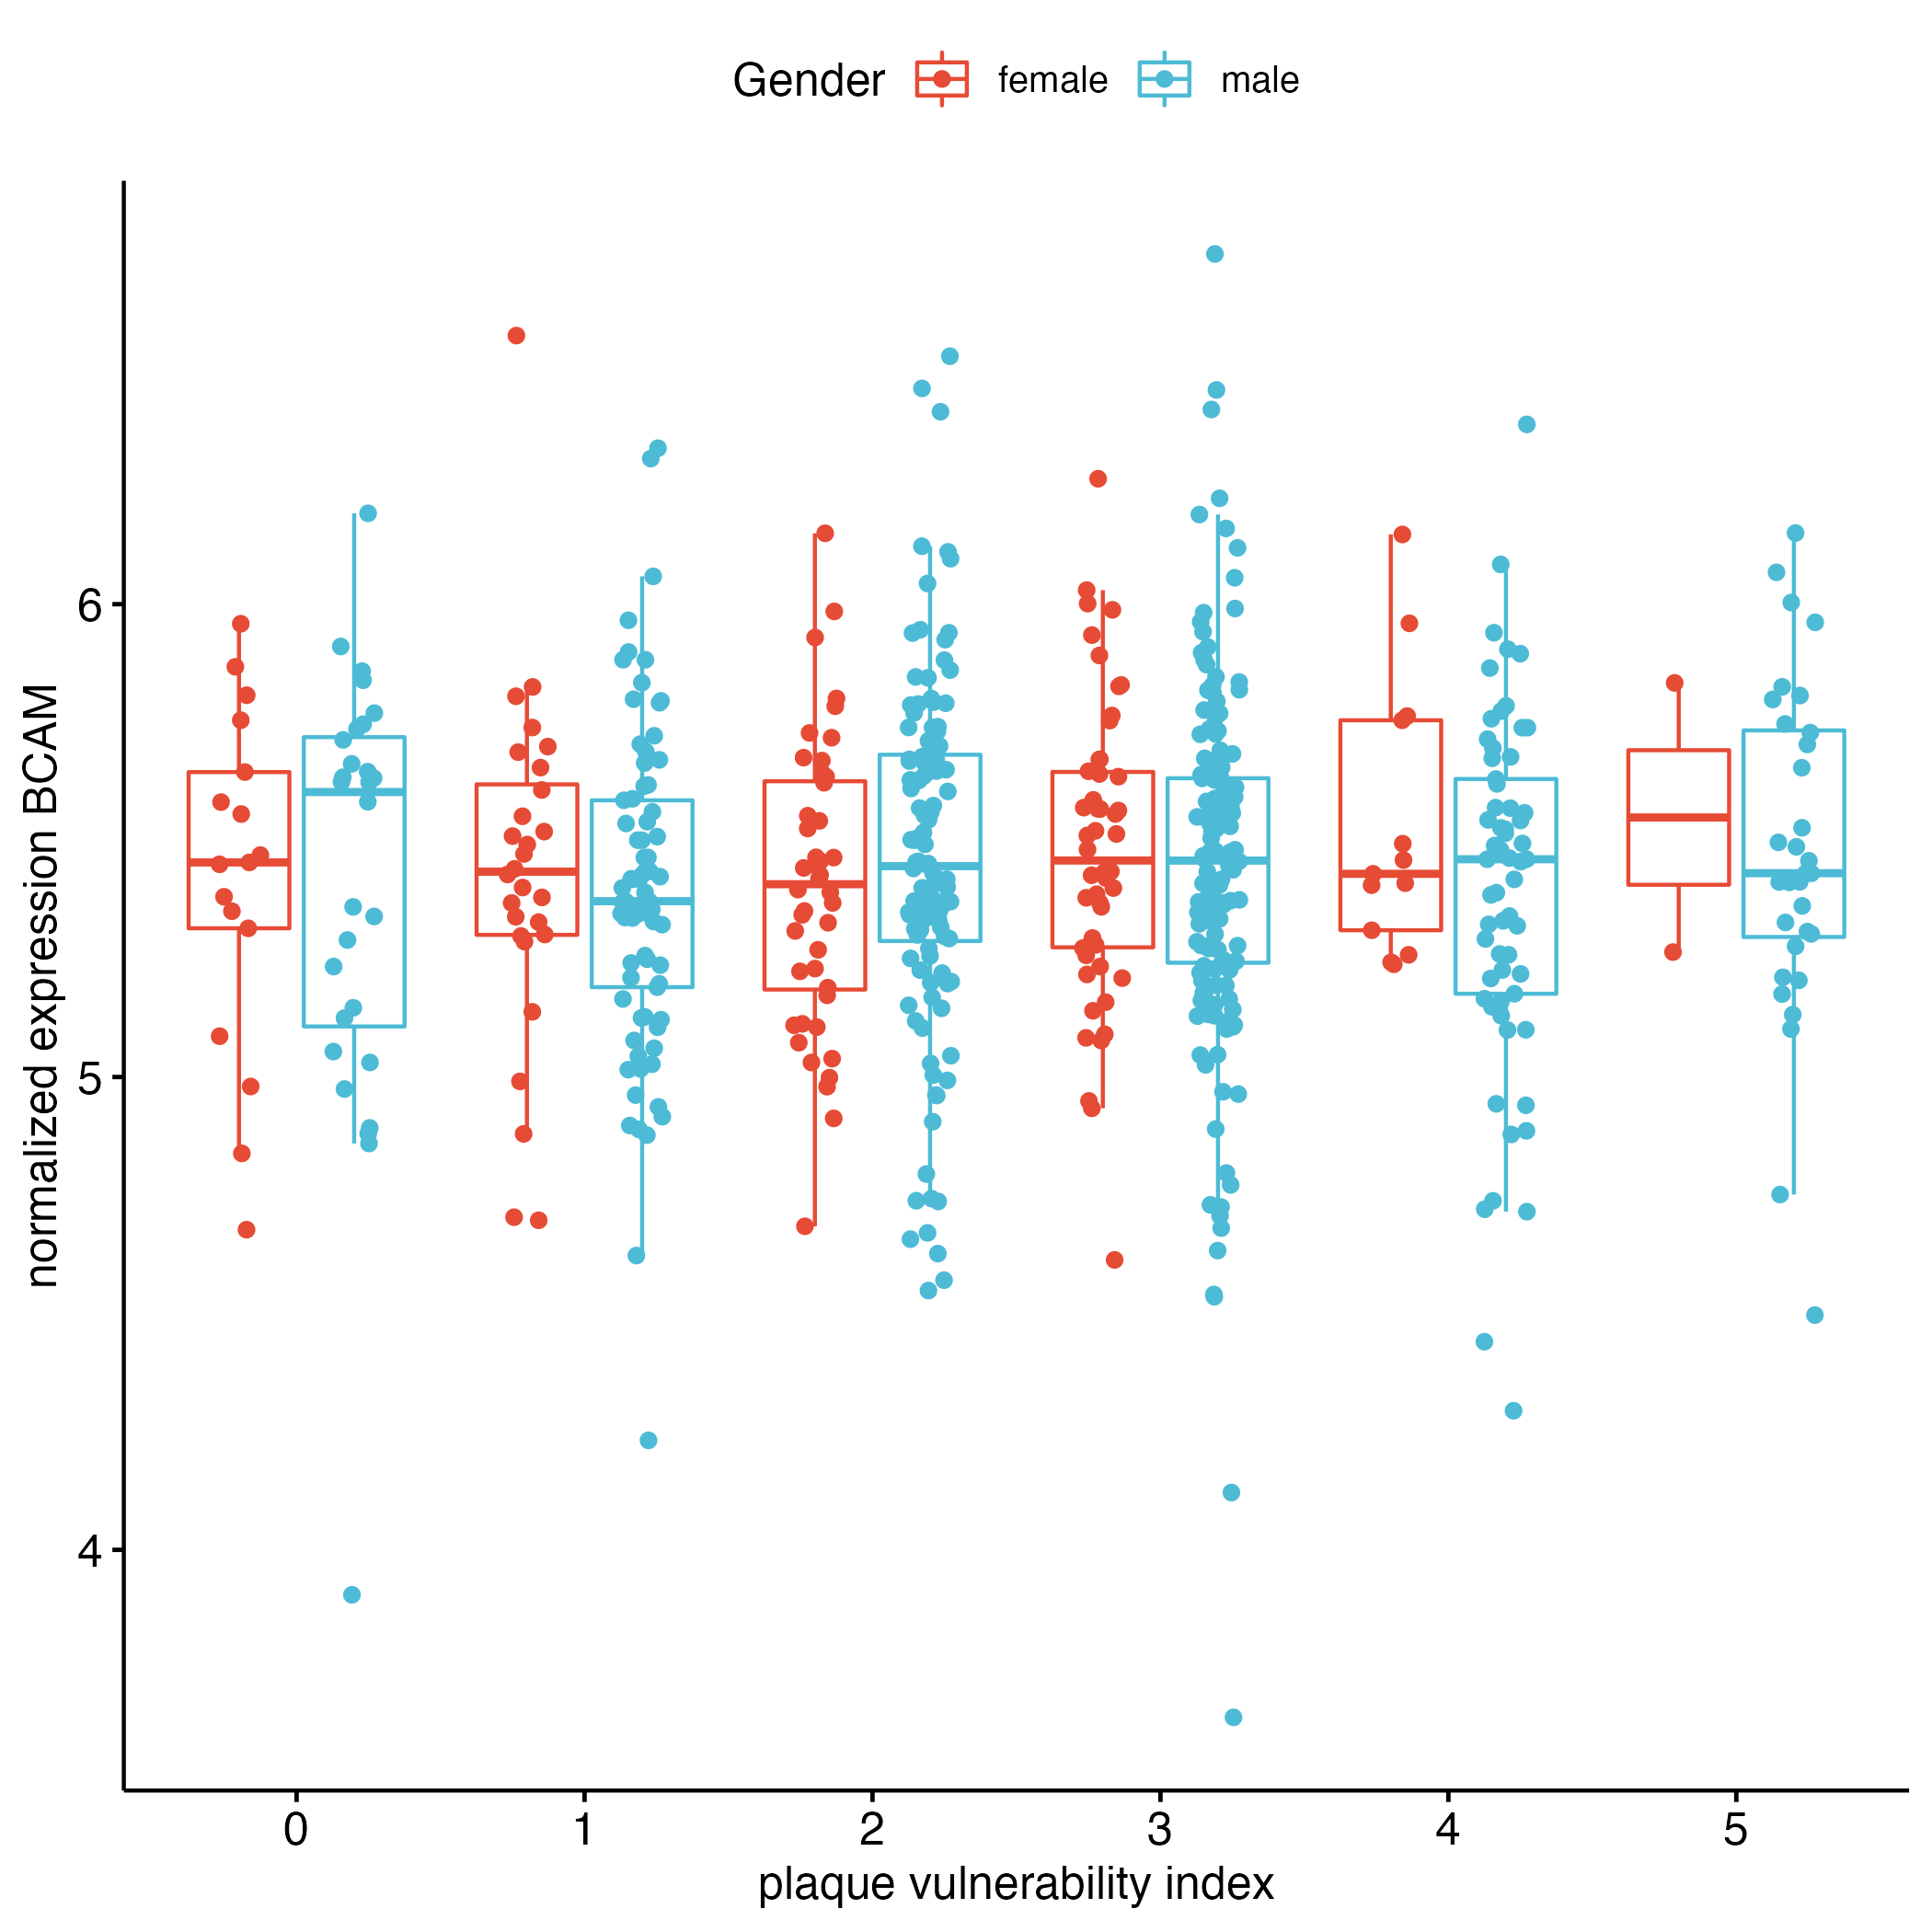 Gender female male
normalized expression BCAM
6
5
4
0 1 2 3 4 5
plaque vulnerability index